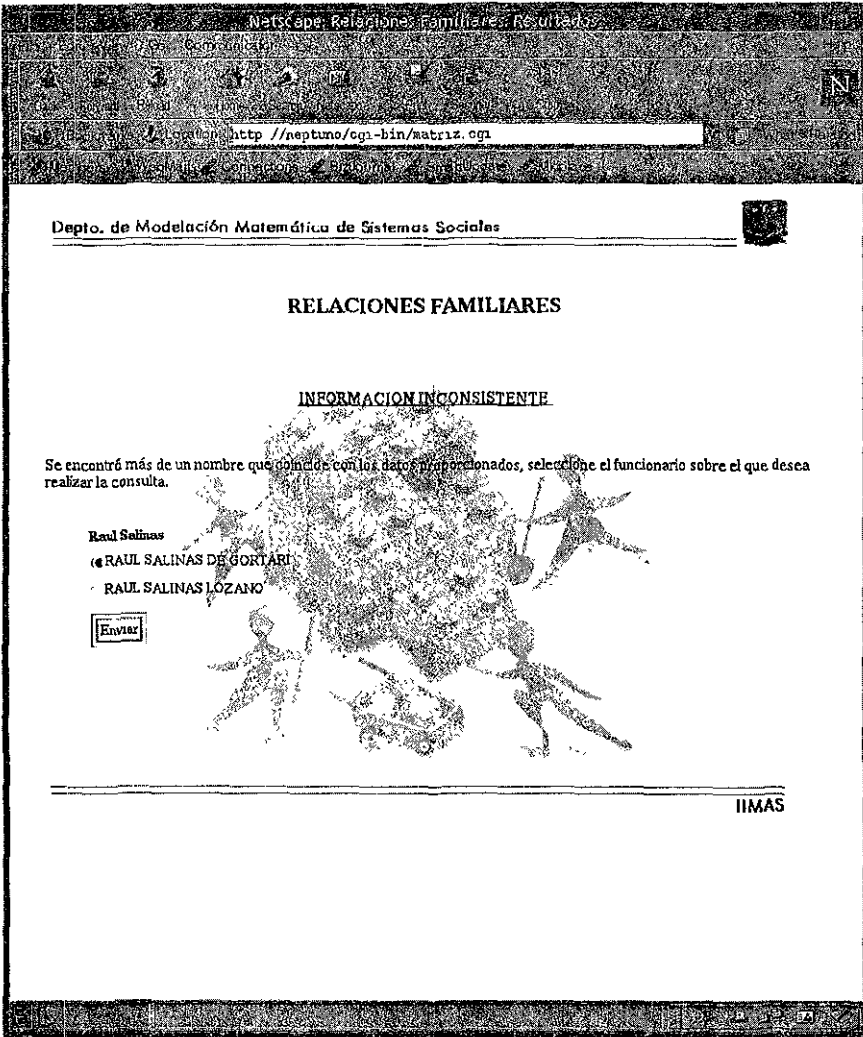 Netscape: Relaciones Familiares: Resultados
Location: http //neptuno/cgi-bin/matriz.cgi
N
Depto. de Modelación Matemática de Sistemas Sociales
RELACIONES FAMILIARES
INFORMACION INCONSISTENTE
Se encontró más de un nombre que coincide con los datos proporcionados, seleccione el funcionario sobre el que desea
realizar la consulta.
Raul Salinas
RAUL SALINAS DE GORTARI
RAUL SALINAS LOZANO
Enviar
IIMAS